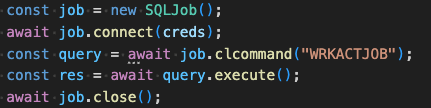 const job = new SQLJob();
await job.connect(creds);
const query = await job.clcommand("WRKACTJOB");
const res = await query.execute();
await job.close();